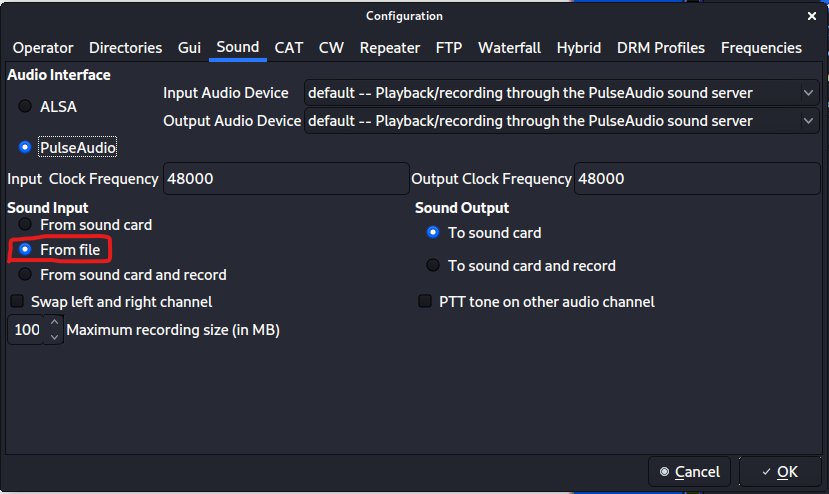 Configuration
Operator Directories Gui Sound CAT CW Repeater FTP Waterfall Hybrid DRM Profiles Frequencies
Audio Interface
ALSA
Input Audio Device default -- Playback/recording through the PulseAudio sound server
Output Audio Device default -- Playback/recording through the PulseAudio sound server
PulseAudio
Input Clock Frequency 48000 Output Clock Frequency 48000
Sound Input
From sound card
From file
From sound card and record
Swap left and right channel
100 Maximum recording size (in MB)
Sound Output
To sound card
To sound card and record
PTT tone on other audio channel
Cancel OK